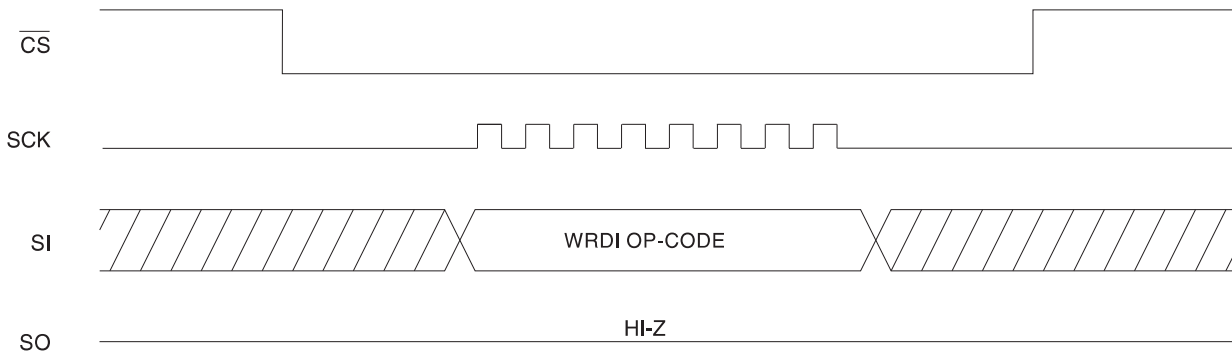 CS
SCK
SI
WRDI OP-CODE
HI-Z
SO